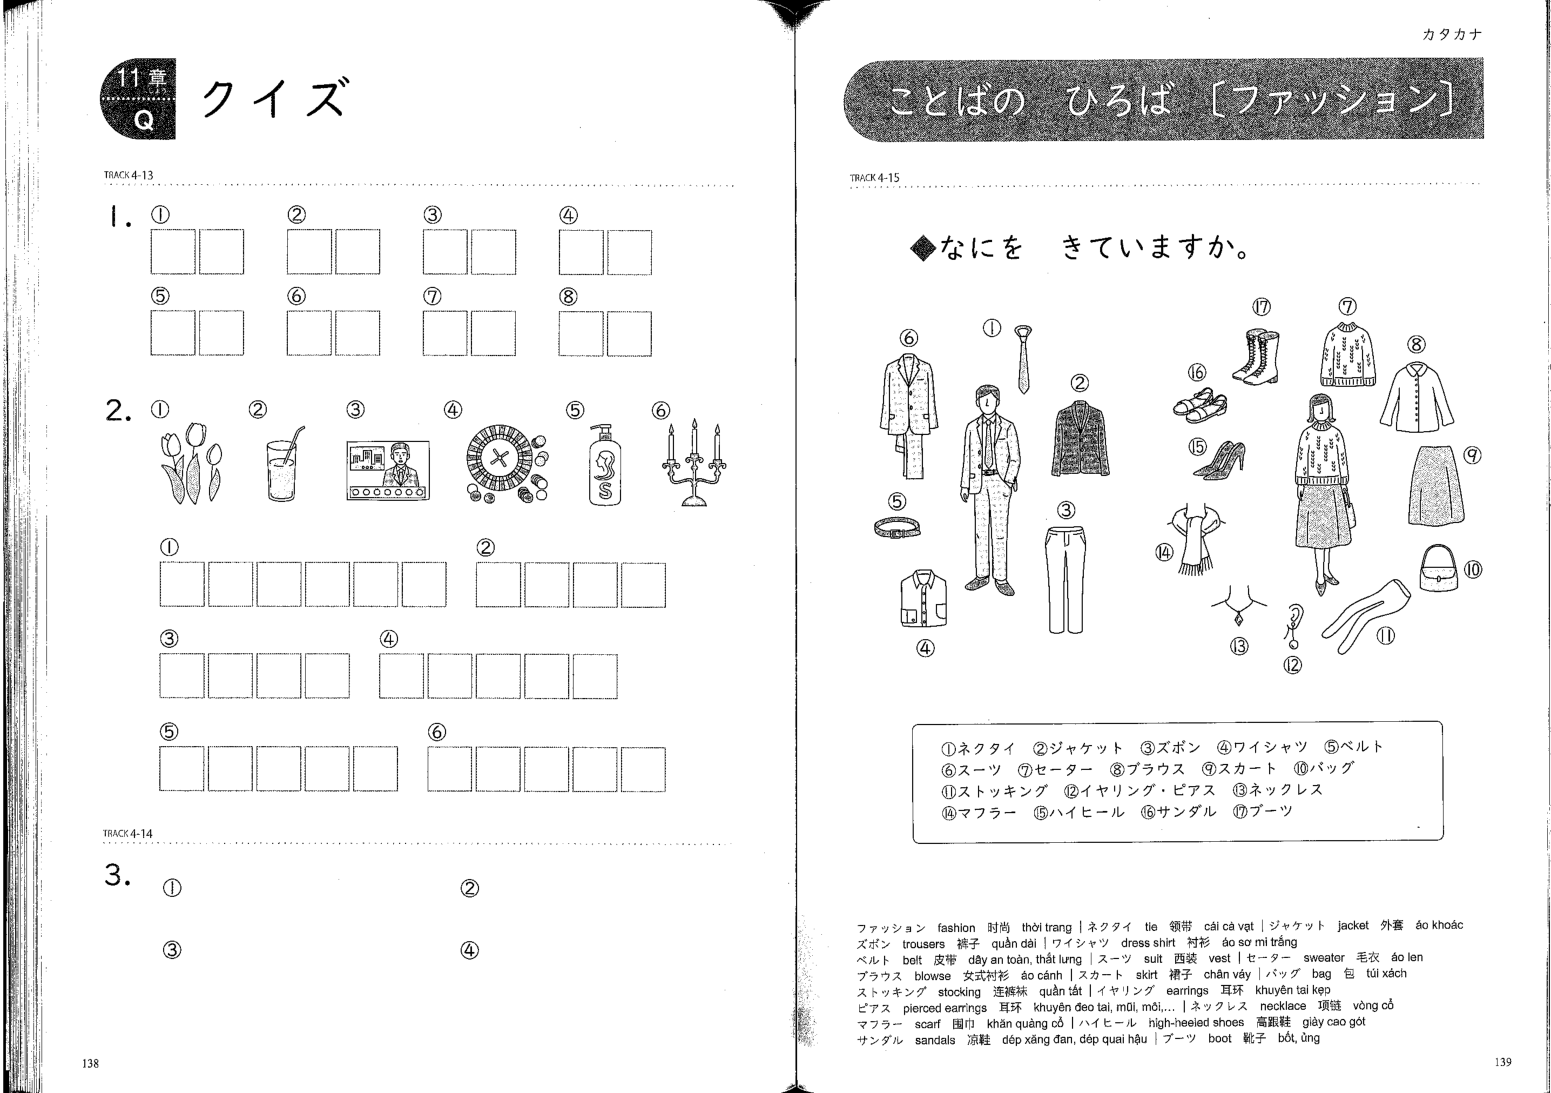 11章
Q
クイズ
TRACK 4-13
1. ① ② ③ ④
⑤ ⑥ ⑦ ⑧
2. ① ② ③ ④ ⑤ ⑥
S
① ②
③ ④
⑤ ⑥
TRACK 4-14
3. ① ②
③ ④
138
カタカナ
ことばの ひろば〔ファッション〕
TRACK 4-15
◆なにを きていますか。
⑰ ⑦
⑥ ① ⑧
⑯ ②
⑮ ⑨
⑤ ③
⑭ ⑩
④ ⑬ ⑫ ⑪
①ネクタイ ②ジャケット ③ズボン ④ワイシャツ ⑤ベルト
⑥スーツ ⑦セーター ⑧ブラウス ⑨スカート ⑩バッグ
⑪ストッキング ⑫イヤリング・ピアス ⑬ネックレス
⑭マフラー ⑮ハイヒール ⑯サンダル ⑰ブーツ
ファッション fashion 时尚 thời trang | ネクタイ tie 领带 cái cà vạt | ジャケット jacket 外套 áo khoác
ズボン trousers 裤子 quần dài | ワイシャツ dress shirt 衬衫 áo sơ mi trắng
ベルト belt 皮带 dây an toàn, thắt lưng | スーツ suit 西装 vest | セーター sweater 毛衣 áo len
ブラウス blowse 女式衬衫 áo cánh | スカート skirt 裙子 chân váy | バッグ bag 包 túi xách
ストッキング stocking 连裤袜 quần tất | イヤリング earrings 耳环 khuyên tai kẹp
ピアス pierced earrings 耳环 khuyên đeo tai, mũi, môi,... | ネックレス necklace 项链 vòng cổ
マフラー scarf 围巾 khăn quàng cổ | ハイヒール high-heeled shoes 高跟鞋 giày cao gót
サンダル sandals 凉鞋 dép xăng đan, dép quai hậu | ブーツ boot 靴子 bốt, ủng
139